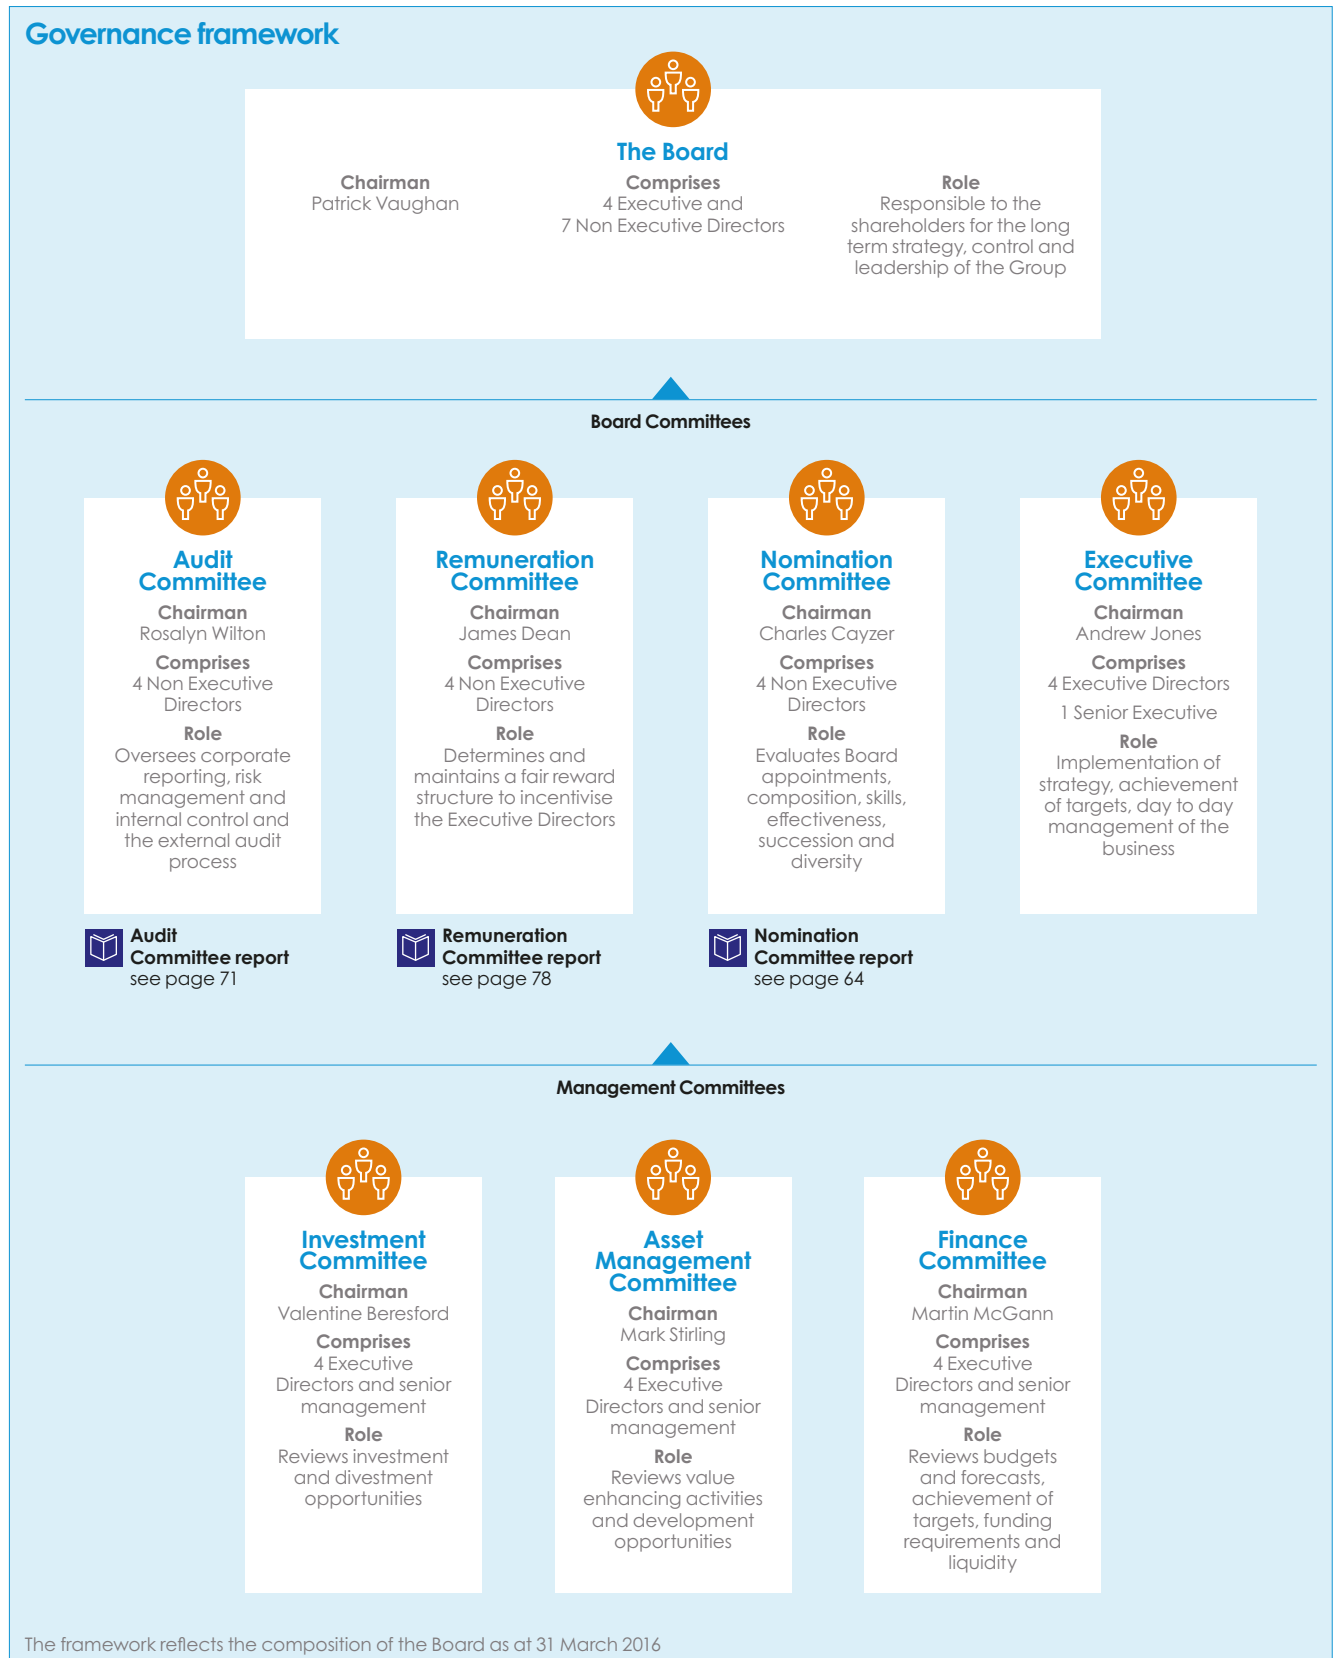 Governance framework
The Board
Chairman
Patrick Vaughan
Comprises
4 Executive and
7 Non Executive Directors
Role
Responsible to the
shareholders for the long
term strategy, control and
leadership of the Group
Board Committees
Audit
Committee
Chairman
Rosalyn Wilton
Comprises
4 Non Executive
Directors
Role
Oversees corporate
reporting, risk
management and
internal control and
the external audit
process
Audit
Committee report
see page 71
Remuneration
Committee
Chairman
James Dean
Comprises
4 Non Executive
Directors
Role
Determines and
maintains a fair reward
structure to incentivise
the Executive Directors
Remuneration
Committee report
see page 78
Nomination
Committee
Chairman
Charles Cayzer
Comprises
4 Non Executive
Directors
Role
Evaluates Board
appointments,
composition, skills,
effectiveness,
succession and
diversity
Nomination
Committee report
see page 64
Executive
Committee
Chairman
Andrew Jones
Comprises
4 Executive Directors
1 Senior Executive
Role
Implementation of
strategy, achievement
of targets, day to day
management of the
business
Management Committees
Investment
Committee
Chairman
Valentine Beresford
Comprises
4 Executive
Directors and senior
management
Role
Reviews investment
and divestment
opportunities
Asset
Management
Committee
Chairman
Mark Stirling
Comprises
4 Executive
Directors and senior
management
Role
Reviews value
enhancing activities
and development
opportunities
Finance
Committee
Chairman
Martin McGann
Comprises
4 Executive
Directors and senior
management
Role
Reviews budgets
and forecasts,
achievement of
targets, funding
requirements and
liquidity
The framework reflects the composition of the Board as at 31 March 2016